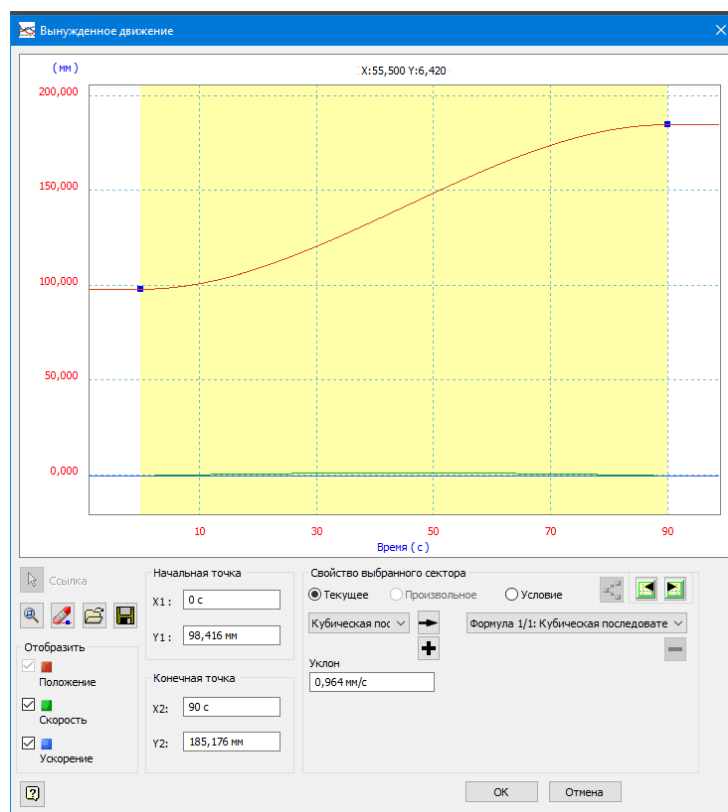 Вынужденное движение
(мм)
X:55,500 Y:6,420
200,000
150,000
100,000
50,000
0,000
10
30
50
70
90
Время(с)
Ссылка
Отобразить
Положение
Скорость
Ускорение
Начальная точка
X1:
0 с
Y1:
98,416 мм
Конечная точка
X2:
90 с
Y2:
185,176 мм
Свойство выбранного сектора
Текущее
Произвольное
Условие
Кубическая пос
Формула 1/1: Кубическая последовате
Уклон
0,964 мм/с
OK
Отмена